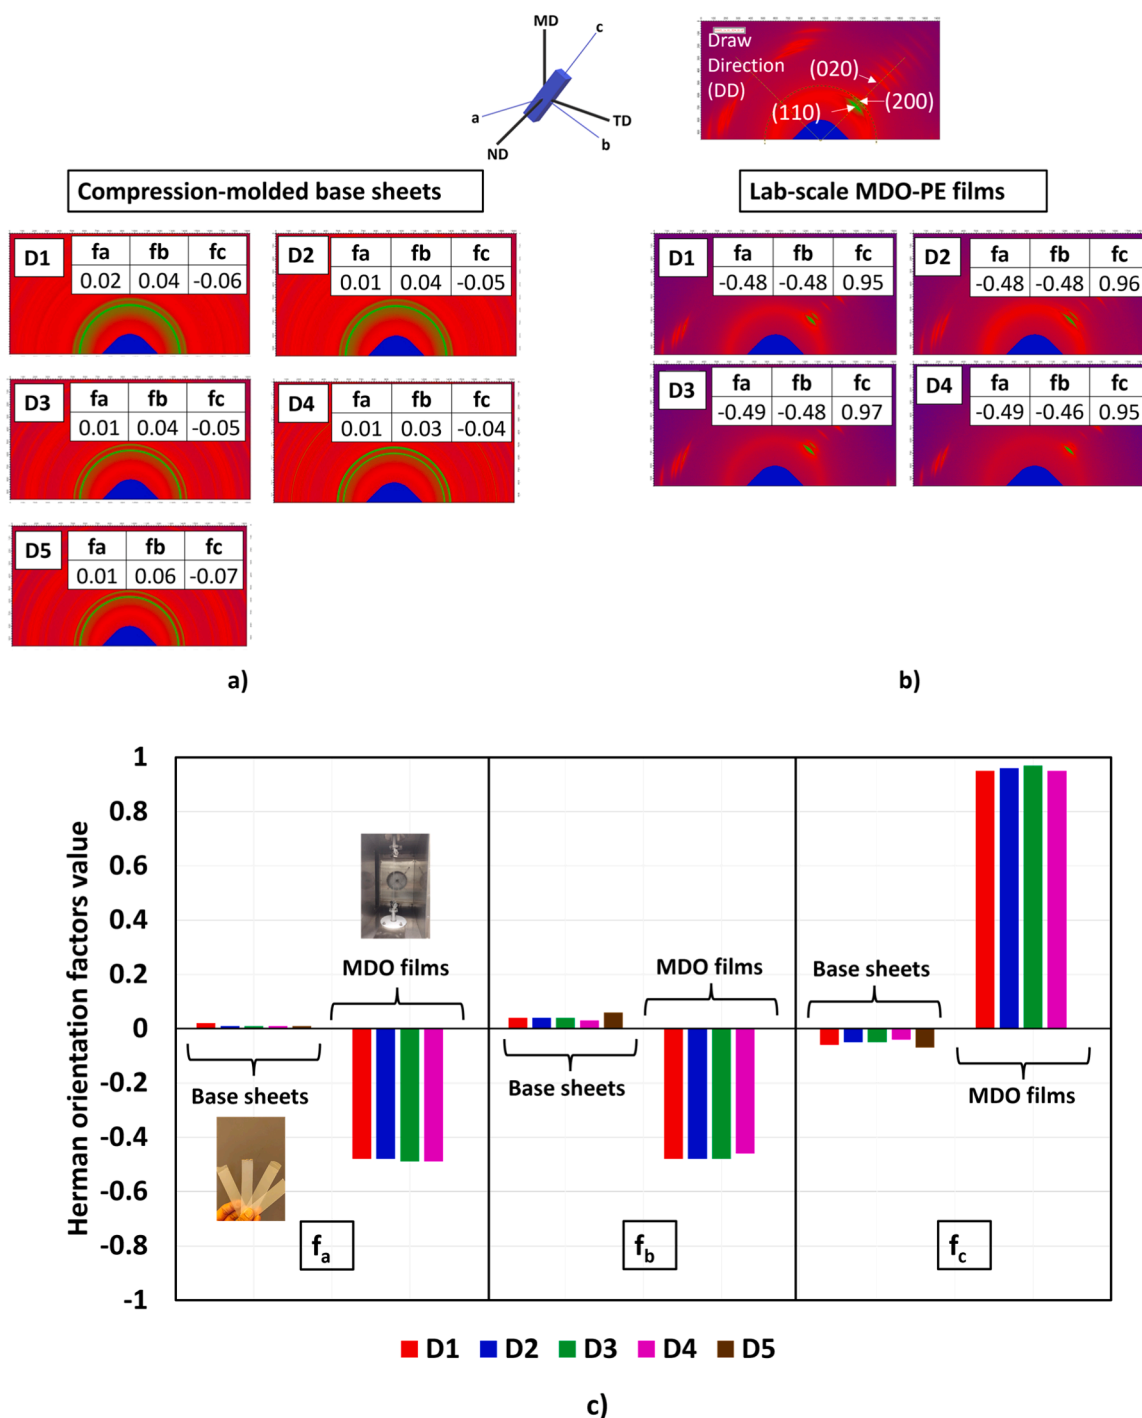 MD
c
a
TD
ND
b
Draw
Direction
(DD)
(020)
(200)
(110)
Compression-molded base sheets
Lab-scale MDO-PE films
D1
fa fb fc
0.02 0.04 -0.06
D2
fa fb fc
0.01 0.04 -0.05
D3
fa fb fc
0.01 0.04 -0.05
D4
fa fb fc
0.01 0.03 -0.04
D5
fa fb fc
0.01 0.06 -0.07
a)
D1
fa fb fc
-0.48 -0.48 0.95
D2
fa fb fc
-0.48 -0.48 0.96
D3
fa fb fc
-0.49 -0.48 0.97
D4
fa fb fc
-0.49 -0.46 0.95
b)
Herman orientation factors value
1
0.8
0.6
0.4
0.2
0
-0.2
-0.4
-0.6
-0.8
-1
MDO films
Base sheets
fa
MDO films
Base sheets
fb
Base sheets
MDO films
fc
D1 D2 D3 D4 D5
c)